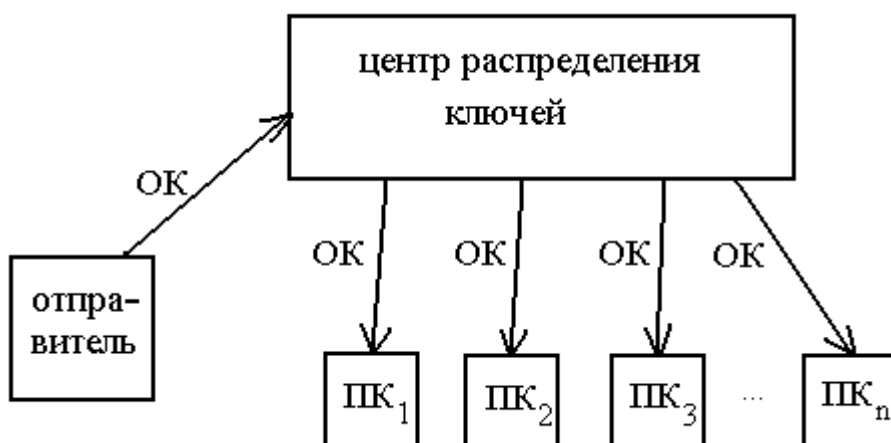 центр распределения
ключей
ОК
ОК
ОК
ОК
ОК
отпра-
витель
ПК1
ПК2
ПК3
...
ПКn